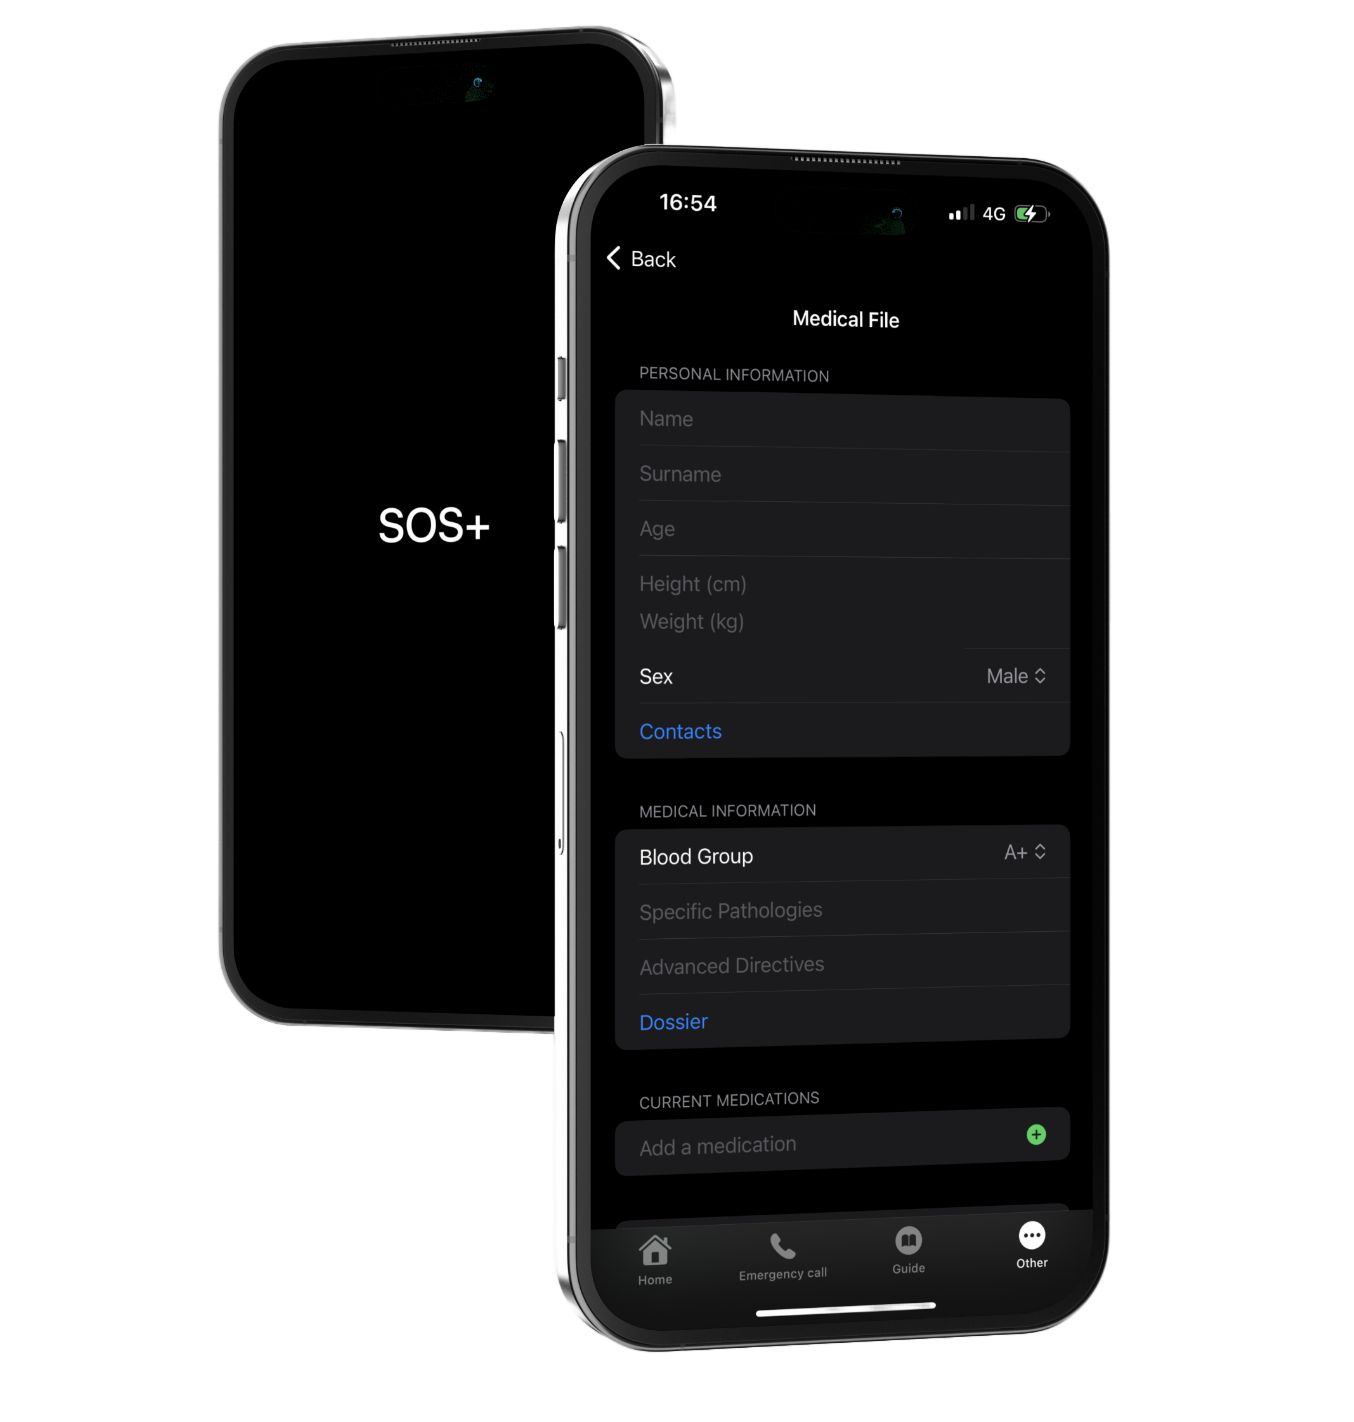 SOS+
16:54
4G
Back
Medical File
PERSONAL INFORMATION
Name
Surname
Age
Height (cm)
Weight (kg)
Sex Male
Contacts
MEDICAL INFORMATION
Blood Group A+
Specific Pathologies
Advanced Directives
Dossier
CURRENT MEDICATIONS
Add a medication
Home Emergency call Guide Other